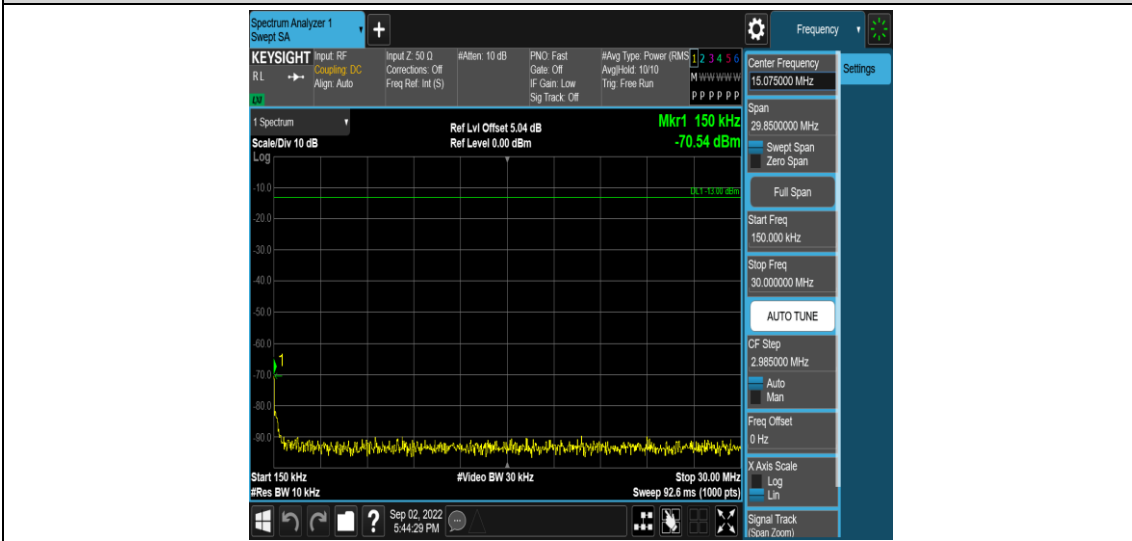 Spectrum Analyzer 1
Swept SA
+
Frequency
KEYSIGHT
RL
LXI
Input: RF
Coupling: DC
Align: Auto
Input Z: 50 Ω
Corrections: Off
Freq Ref: Int (S)
#Atten: 10 dB
PNO: Fast
Gate: Off
IF Gain: Low
Sig Track: Off
#Avg Type: Power (RMS
Avg|Hold: 10/10
Trig: Free Run
1 2 3 4 5 6
M W W W W W
P P P P P P
1 Spectrum
Scale/Div 10 dB
Log
Ref Lvl Offset 5.04 dB
Ref Level 0.00 dBm
Mkr1 150 kHz
-70.54 dBm
DL1 -13.00 dBm
-10.0
-20.0
-30.0
-40.0
-50.0
-60.0
1
-70.0
-80.0
-90.0
Start 150 kHz
#Res BW 10 kHz
#Video BW 30 kHz
Stop 30.00 MHz
Sweep 92.6 ms (1000 pts)
?
Sep 02, 2022
5:44:29 PM
Center Frequency
15.075000 MHz
Span
29.8500000 MHz
Swept Span
Zero Span
Full Span
Start Freq
150.000 kHz
Stop Freq
30.000000 MHz
AUTO TUNE
CF Step
2.985000 MHz
Auto
Man
Freq Offset
0 Hz
X Axis Scale
Log
Lin
Signal Track
(Span Zoom)
Settings